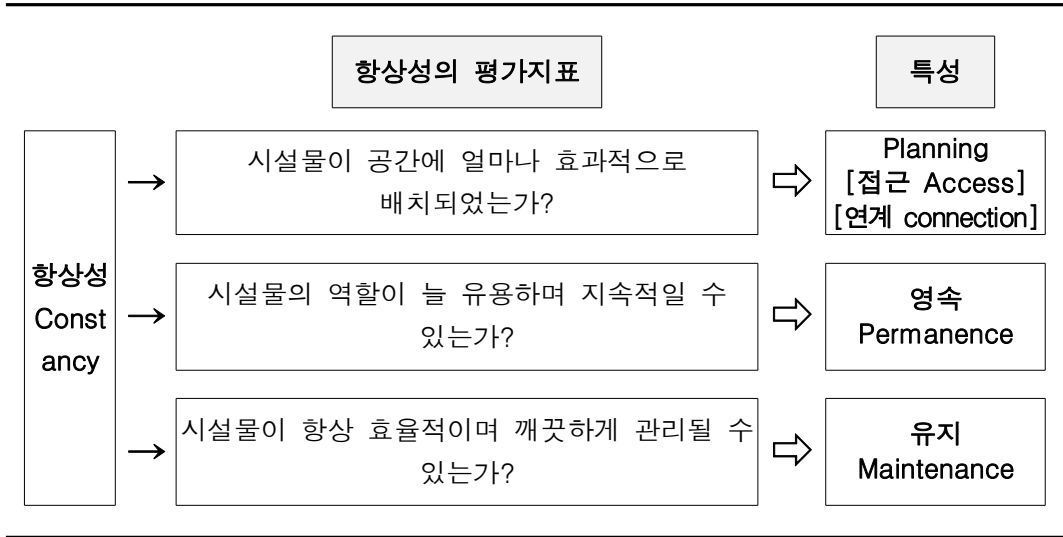 항상성의 평가지표
특성
항상성
Const
ancy
→
시설물이 공간에 얼마나 효과적으로
배치되었는가?
⇨
Planning
[접근 Access]
[연계 connection]
→
시설물의 역할이 늘 유용하며 지속적일 수
있는가?
⇨
영속
Permanence
→
시설물이 항상 효율적이며 깨끗하게 관리될 수
있는가?
⇨
유지
Maintenance